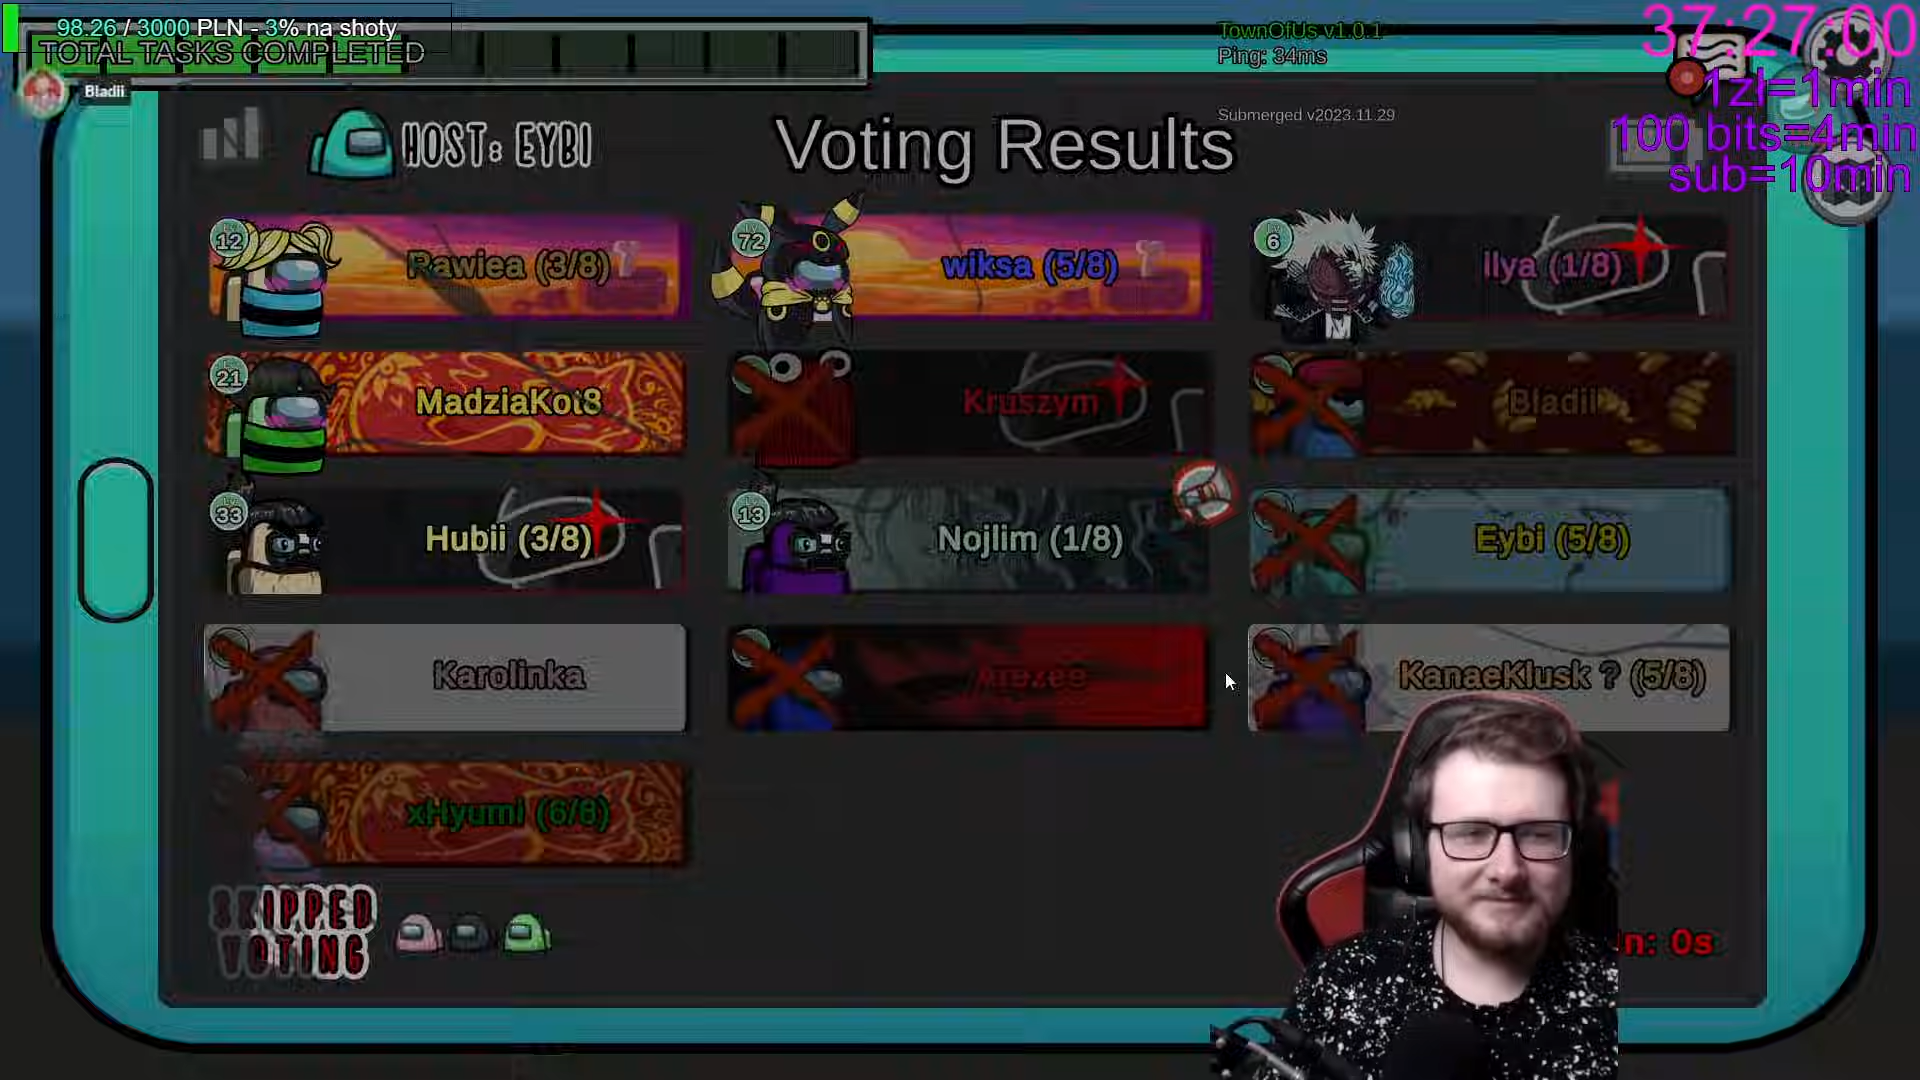 98.26 / 3000 PLN - 3% na shoty
TOTAL TASKS COMPLETED
Bladii
TownOfUs v1.0.1
Ping: 34ms
37:27:00
1zł=1min
100 bits=4min
sub=10min
HOST: EYBI
Voting Results
Submerged v2023.11.29
12
Rawiea (3/8)
72
wiksa (5/8)
6
ilya (1/8)
21
MadziaKot8
Kruszym
Bladii
33
Hubii (3/8)
13
Nojlim (1/8)
Eybi (5/8)
Karolinka
KanaeKlusk ? (5/8)
xHyumi (6/8)
SKIPPED
VOTING
In: 0s